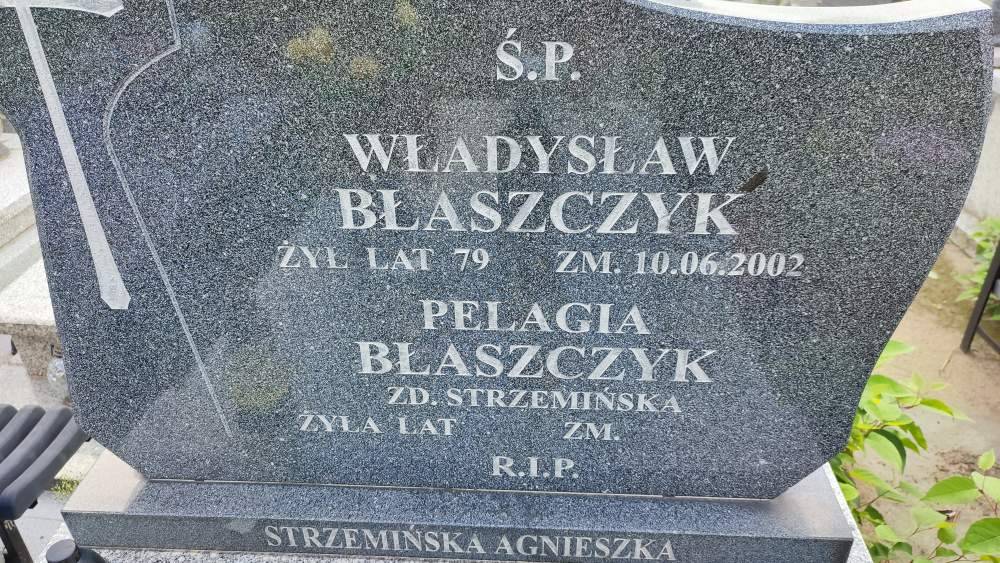 Ś.P.
WŁADYSŁAW
BŁASZCZYK
ŻYŁ LAT 79 ZM. 10.06.2002
PELAGIA
BŁASZCZYK
ZD. STRZEMIŃSKA
ŻYŁA LAT ZM.
R.I.P.
STRZEMIŃSKA AGNIESZKA